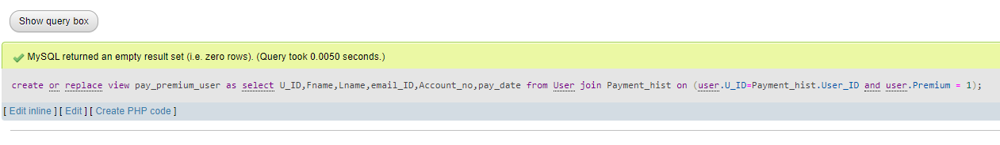 Show query box
MySQL returned an empty result set (i.e. zero rows). (Query took 0.0050 seconds.)
create or replace view pay_premium_user as select U_ID,Fname,Lname,email_ID,Account_no,pay_date from User join Payment_hist on (user.U_ID=Payment_hist.User_ID and user.Premium = 1);
[ Edit inline ] [ Edit ] [ Create PHP code ]